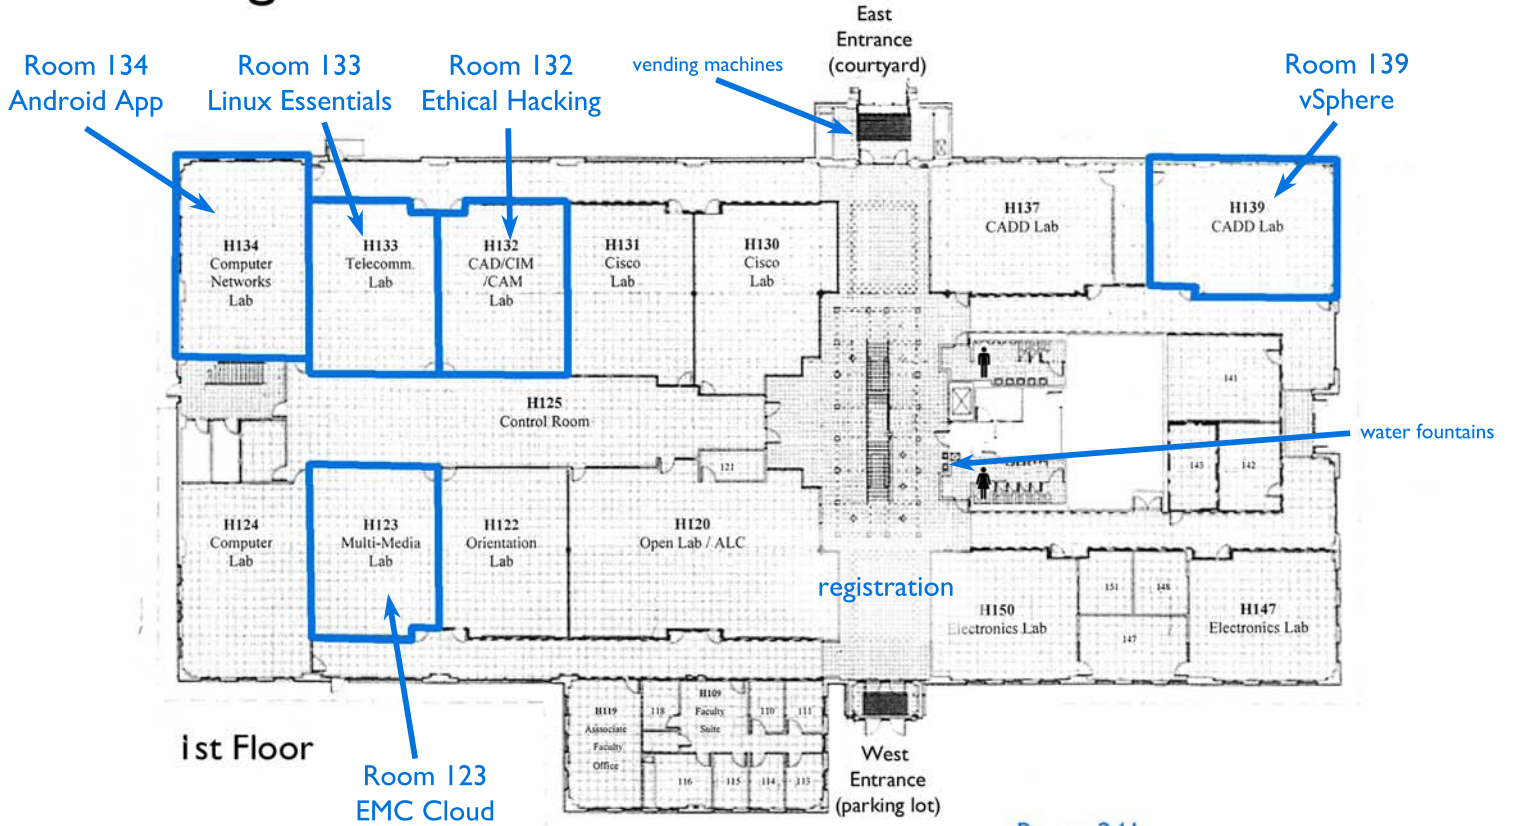 East
Entrance
(courtyard)
vending machines
Room 134
Android App
Room 133
Linux Essentials
Room 132
Ethical Hacking
Room 139
vSphere
H134
Computer
Networks
Lab
H133
Telecomm.
Lab
H132
CAD/CIM
/CAM
Lab
H131
Cisco
Lab
H130
Cisco
Lab
H137
CADD Lab
H139
CADD Lab
141
H125
Control Room
121
water fountains
143
142
H124
Computer
Lab
H123
Multi-Media
Lab
H122
Orientation
Lab
H120
Open Lab / ALC
registration
H150
Electronics Lab
151
148
147
H147
Electronics Lab
H119
Associate
Faculty
Office
118
H109
Faculty
Suite
110
111
116
115
114
113
1st Floor
Room 123
EMC Cloud
West
Entrance
(parking lot)